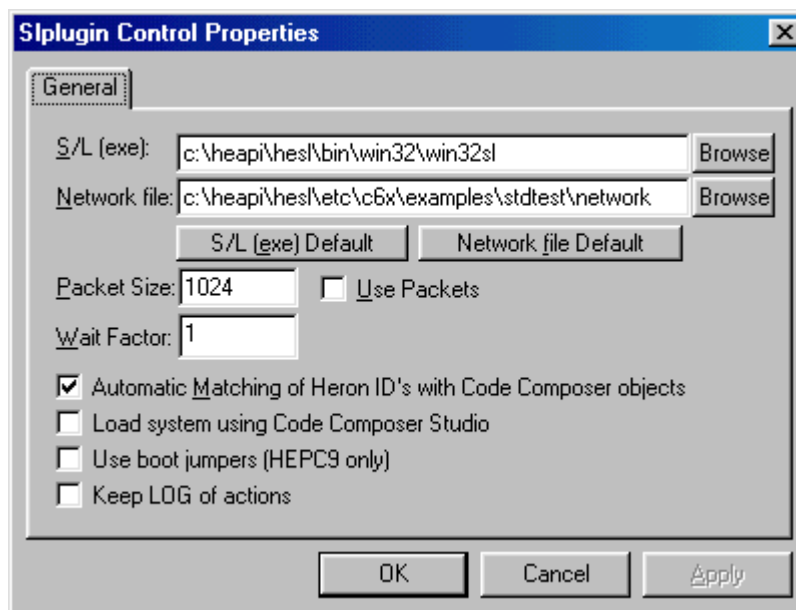 Slplugin Control Properties
General
S/L (exe): c:\heapi\hesl\bin\win32\win32sl Browse
Network file: c:\heapi\hesl\etc\c6x\examples\stdtest\network Browse
S/L (exe) Default Network file Default
Packet Size: 1024 Use Packets
Wait Factor: 1
Automatic Matching of Heron ID's with Code Composer objects
Load system using Code Composer Studio
Use boot jumpers (HEPC9 only)
Keep LOG of actions
OK Cancel Apply